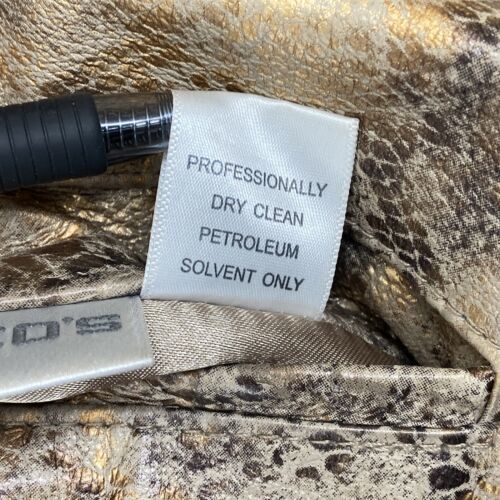 PROFESSIONALLY
DRY CLEAN
PETROLEUM
SOLVENT ONLY